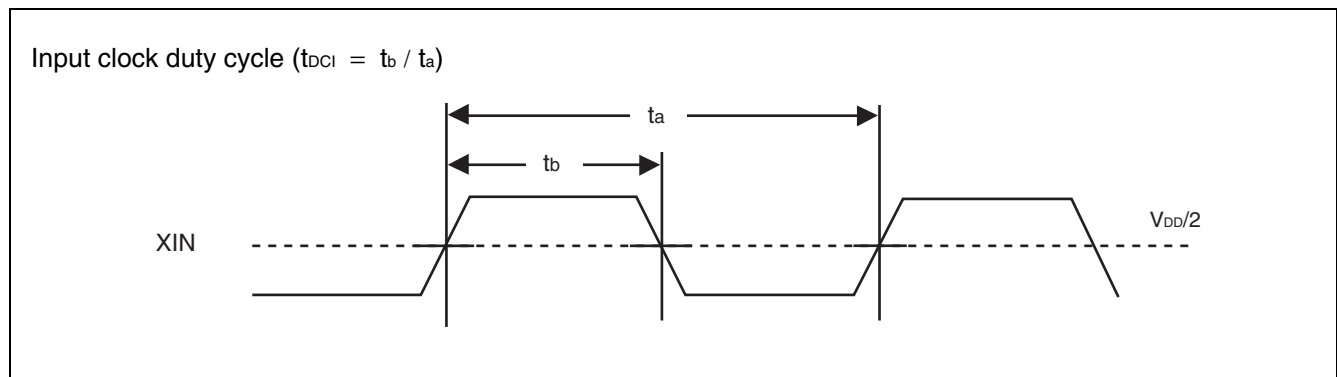 Input clock duty cycle (tDCI = tb / ta)
ta
tb
XIN
VDD/2